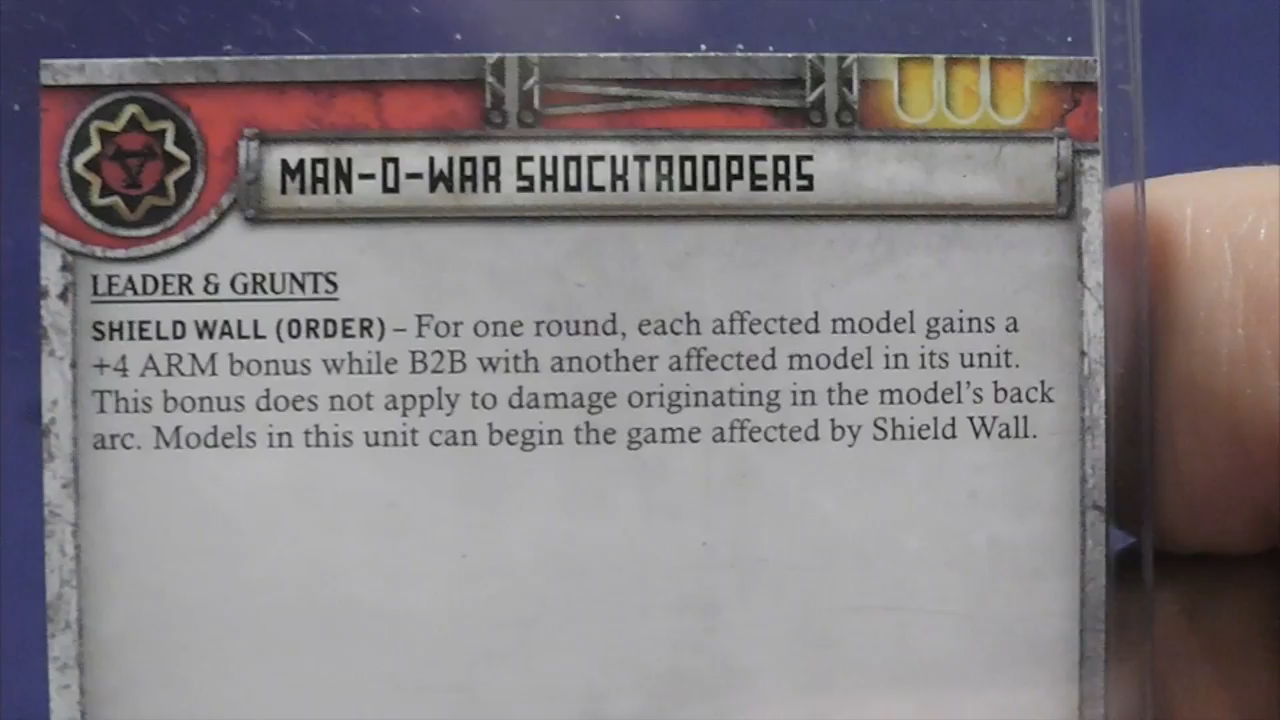 MAN-O-WAR SHOCKTROOPERS
LEADER & GRUNTS
SHIELD WALL (ORDER) – For one round, each affected model gains a
+4 ARM bonus while B2B with another affected model in its unit.
This bonus does not apply to damage originating in the model's back
arc. Models in this unit can begin the game affected by Shield Wall.